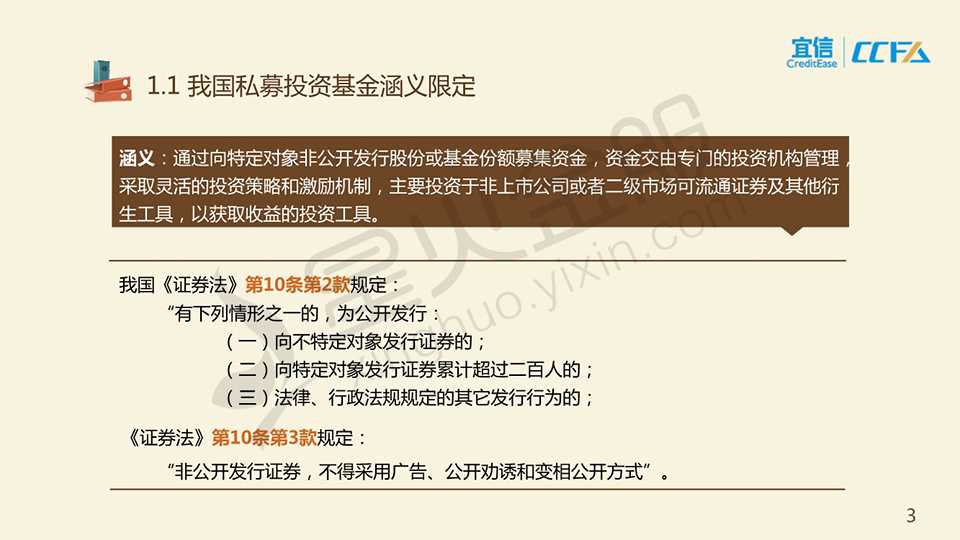 宜信
CreditEase
CCFA
1.1 我国私募投资基金涵义限定
涵义：通过向特定对象非公开发行股份或基金份额募集资金，资金交由专门的投资机构管理，
采取灵活的投资策略和激励机制，主要投资于非上市公司或者二级市场可流通证券及其他衍
生工具，以获取收益的投资工具。
我国《证券法》第10条第2款规定：
“有下列情形之一的，为公开发行：
（一）向不特定对象发行证券的；
（二）向特定对象发行证券累计超过二百人的；
（三）法律、行政法规规定的其它发行行为的；
《证券法》第10条第3款规定：
“非公开发行证券，不得采用广告、公开劝诱和变相公开方式”。
星火金服
xinghuo.yixin.com
3